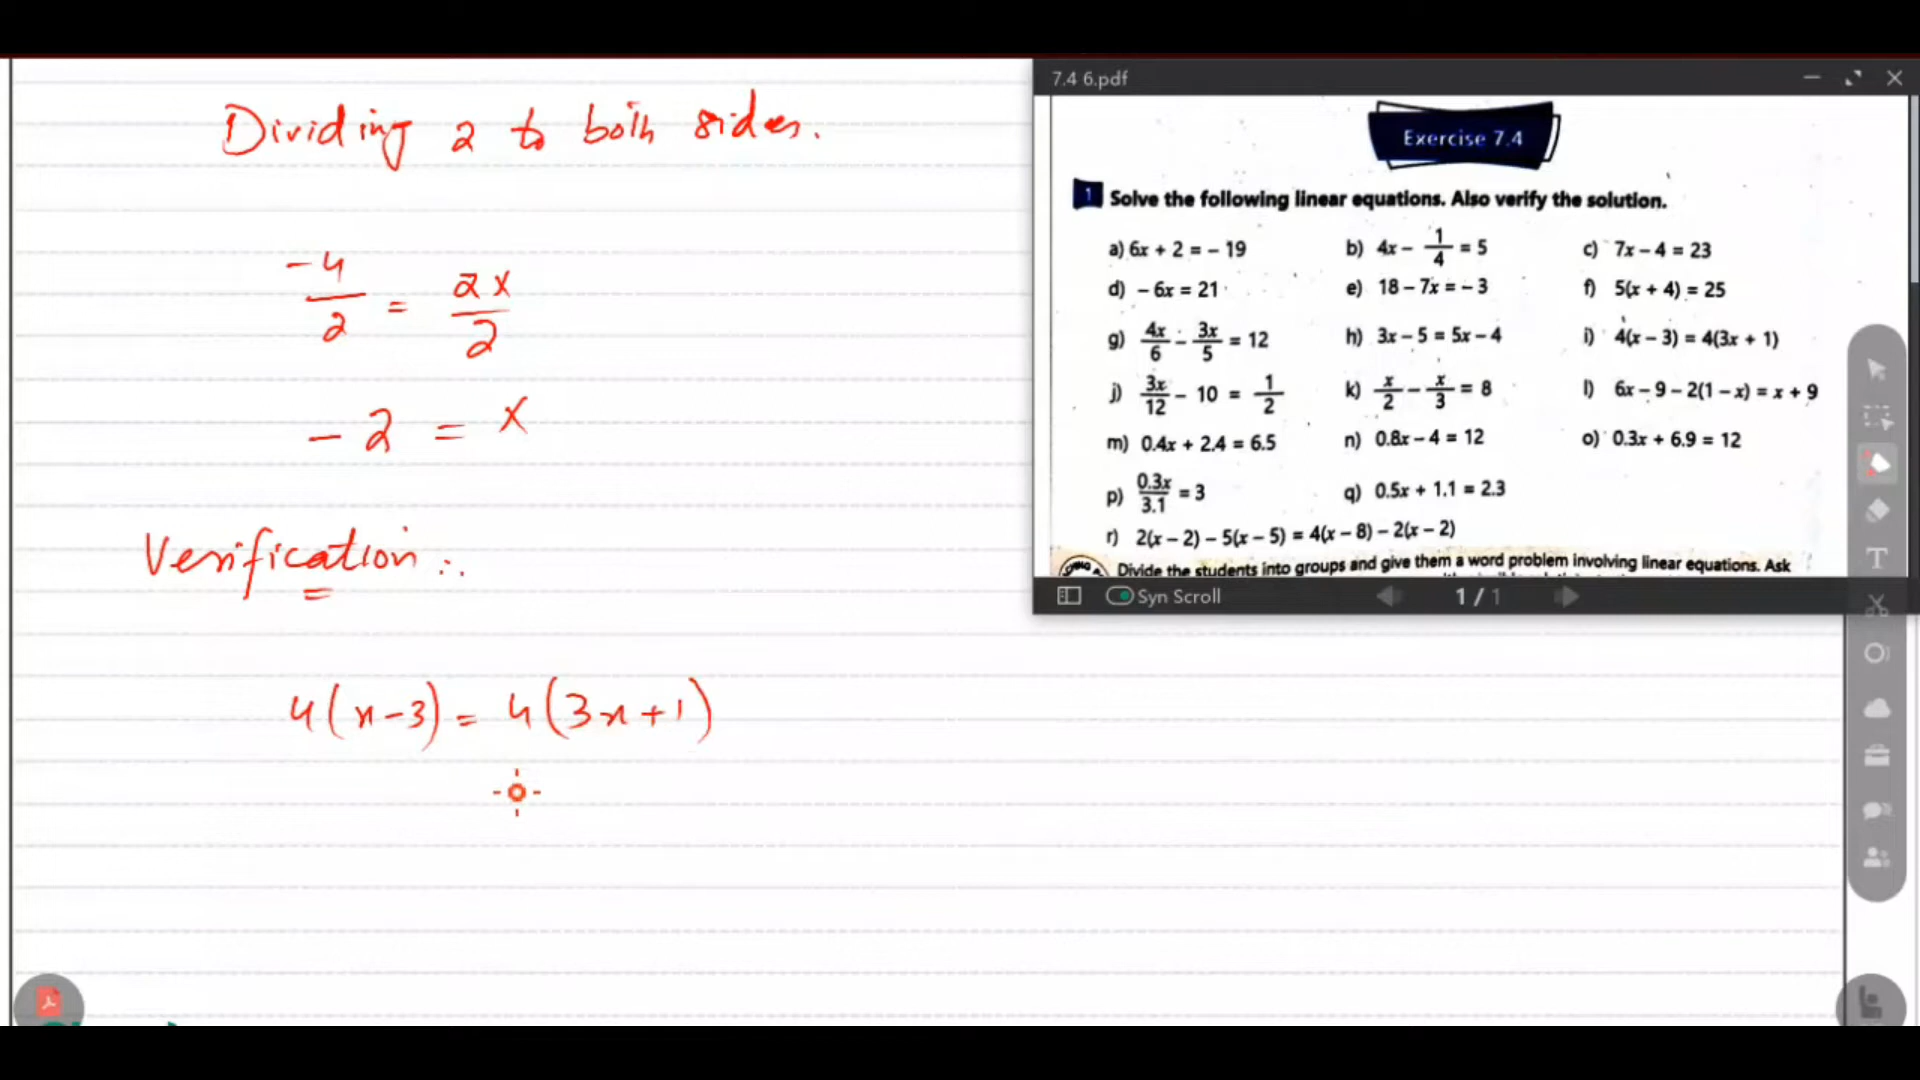 Dividing 2 to both sides.
-4/2 = 2x/2
- 2 = x
Verification :.
4(x-3) = 4(3x+1)
7.4 6.pdf
Exercise 7.4
1 Solve the following linear equations. Also verify the solution.
a) 6x + 2 = – 19 b) 4x – 1/4 = 5 c) 7x – 4 = 23
d) – 6x = 21 e) 18 – 7x = – 3 f) 5(x + 4) = 25
g) 4x/6 - 3x/5 = 12 h) 3x – 5 = 5x – 4 i) 4(x – 3) = 4(3x + 1)
j) 3x/12 – 10 = 1/2 k) x/2 – x/3 = 8 l) 6x – 9 – 2(1 – x) = x + 9
m) 0.4x + 2.4 = 6.5 n) 0.8x – 4 = 12 o) 0.3x + 6.9 = 12
p) 0.3x/3.1 = 3 q) 0.5x + 1.1 = 2.3
r) 2(x – 2) – 5(x – 5) = 4(x – 8) – 2(x – 2)
Divide the students into groups and give them a word problem involving linear equations. Ask
Syn Scroll 1 / 1
T